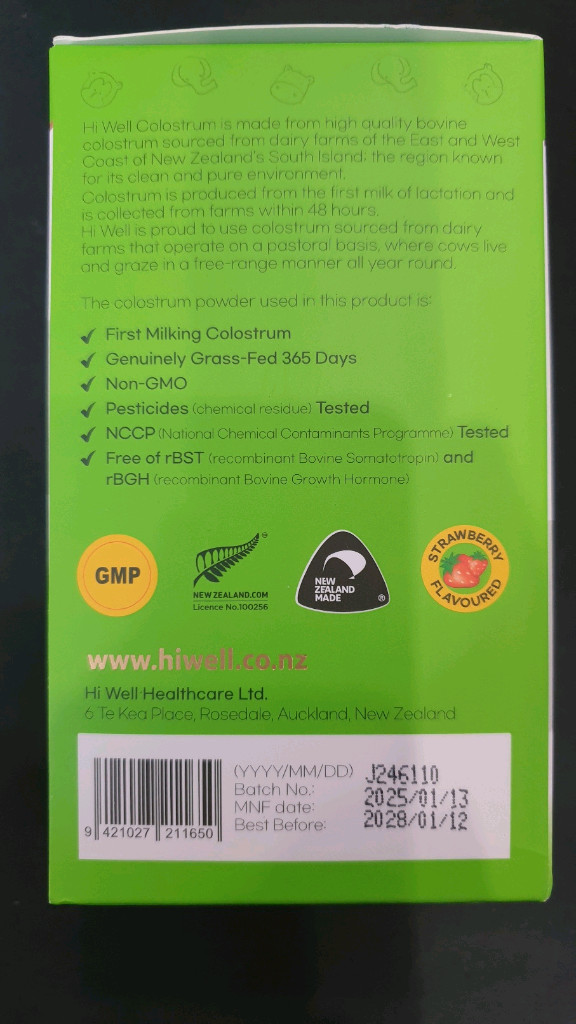 Hi Well Colostrum is made from high quality bovine
colostrum sourced from dairy farms of the East and West
Coast of New Zealand's South Island: the region known
for its clean and pure environment.
Colostrum is produced from the first milk of lactation and
is collected from farms within 48 hours.
Hi Well is proud to use colostrum sourced from dairy
farms that operate on a pastoral basis, where cows live
and graze in a free-range manner all year round.
The colostrum powder used in this product is:
✓ First Milking Colostrum
✓ Genuinely Grass-Fed 365 Days
✓ Non-GMO
✓ Pesticides (chemical residue) Tested
✓ NCCP (National Chemical Contaminants Programme) Tested
✓ Free of rBST (recombinant Bovine Somatotropin) and
rBGH (recombinant Bovine Growth Hormone)
GMP
NEWZEALAND.COM
Licence No.100256
NEW
ZEALAND
MADE ®
STRAWBERRY
FLAVOURED
www.hiwell.co.nz
Hi Well Healthcare Ltd.
6 Te Kea Place, Rosedale, Auckland, New Zealand
(YYYY/MM/DD) J246110
Batch No.: 2025/01/13
MNF date: 2028/01/12
Best Before:
9 421027 211650